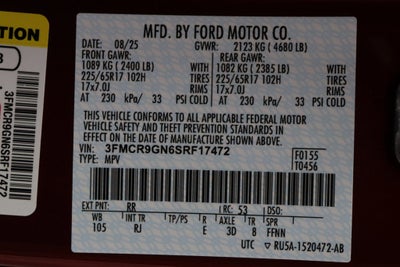 MFD. BY FORD MOTOR CO.
DATE: 08/25 GVWR: 2123 KG ( 4680 LB)
FRONT GAWR: REAR GAWR:
1089 KG ( 2400 LB) 1082 KG ( 2385 LB)WITH
225/65R17 102H TIRES 225/65R17 102H TIRES
17x7.0J RIMS 17x7.0J RIMS
AT 230 kPa/ 33 PSI COLD AT 230 kPa/ 33 PSI COLD
THIS VEHICLE CONFORMS TO ALL APPLICABLE FEDERAL MOTOR
VEHICLE SAFETY AND THEFT PREVENTION STANDARDS IN
EFFECT ON THE DATE OF MANUFACTURE SHOWN ABOVE.
VIN: 3FMCR9GN6SRF17472
TYPE: MPV
F0155
T0456
EXT PNT: RR RC: 53 DSO:
WB INT TR TP/PS R AXLE TR SPR
105 RJ E 3D 8 FFNN
UTC
RU5A-1520472-AB
3FMCR9GN6SRF17472